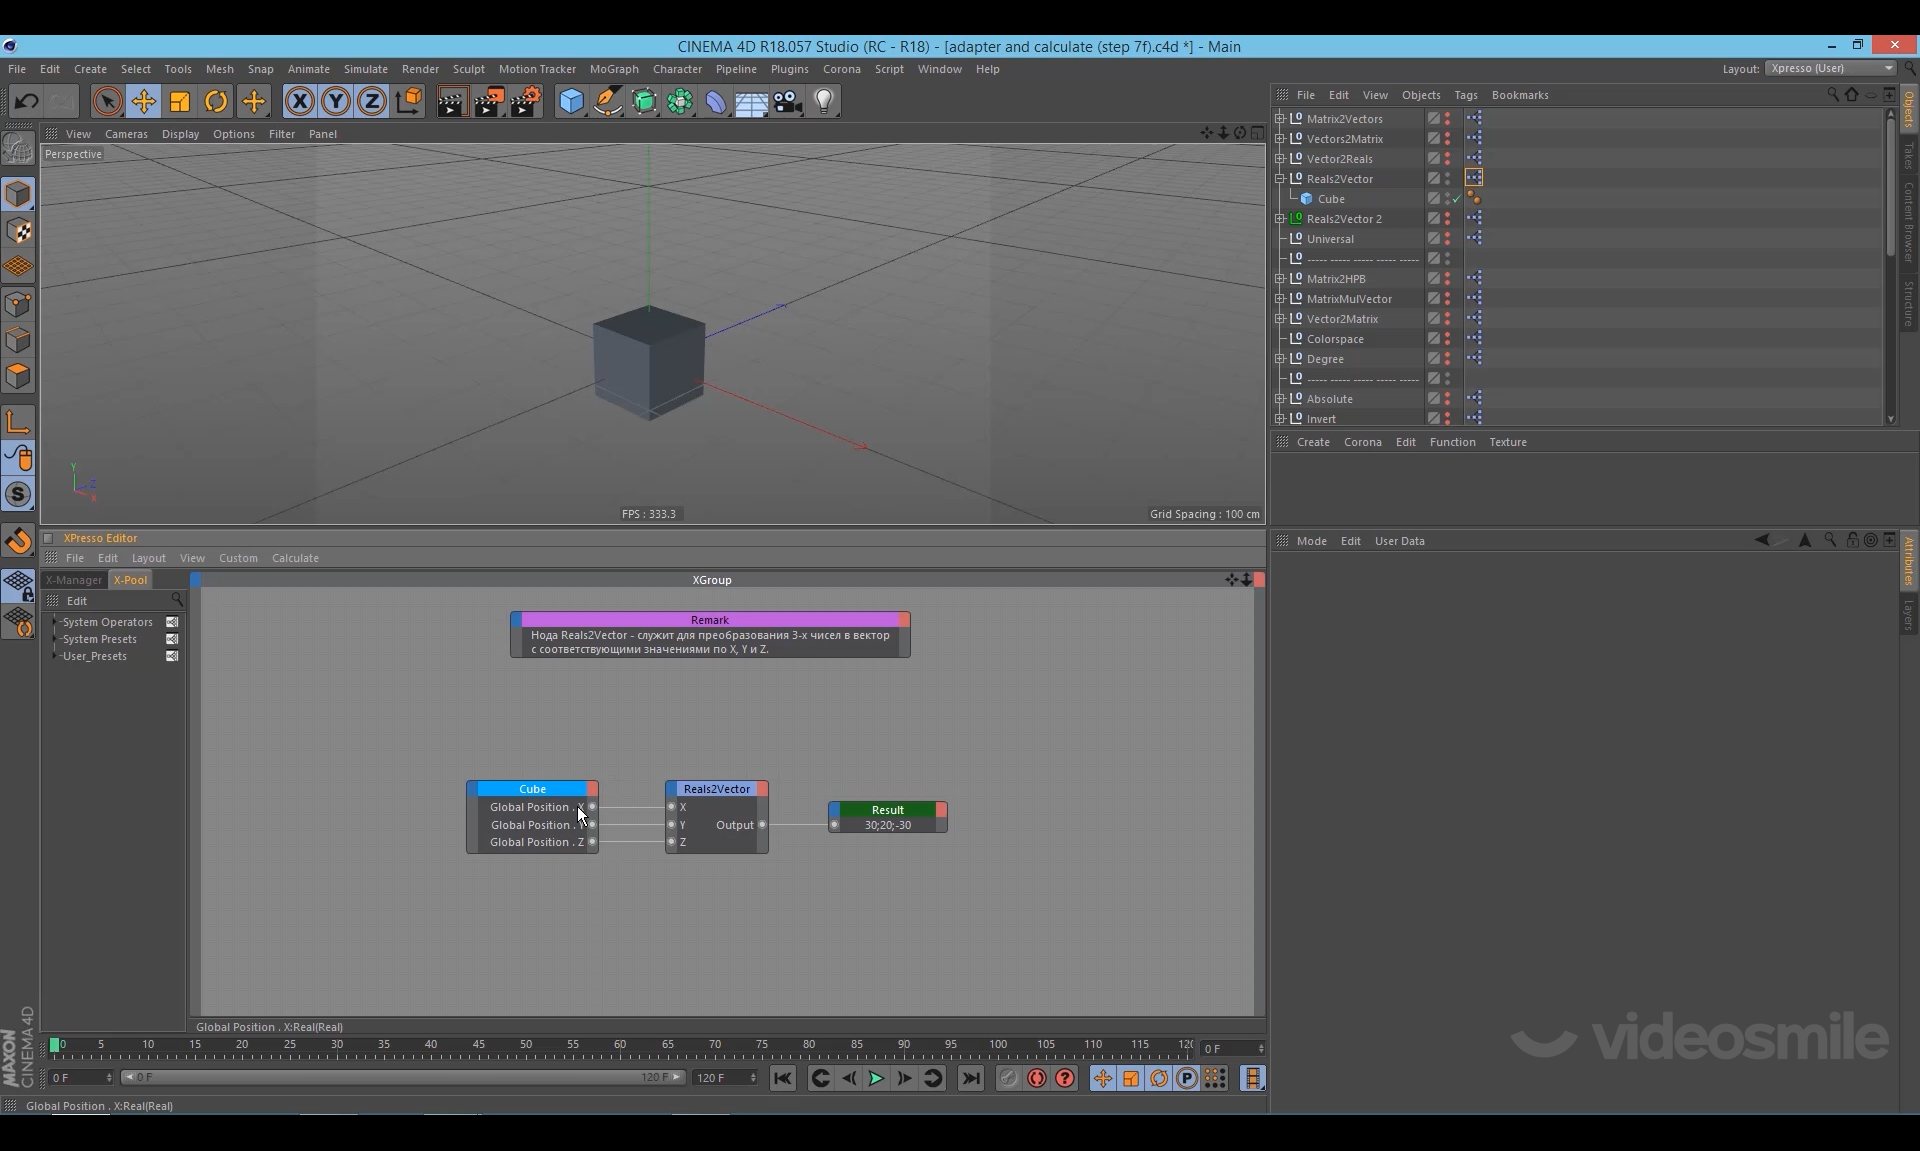 CINEMA 4D R18.057 Studio (RC - R18) - [adapter and calculate (step 7f).c4d *] - Main
File Edit Create Select Tools Mesh Snap Animate Simulate Render Sculpt Motion Tracker MoGraph Character Pipeline Plugins Corona Script Window Help
Layout: Xpresso (User)
View Cameras Display Options Filter Panel
Perspective
Y
Z
X
FPS : 333.3
Grid Spacing : 100 cm
File Edit View Objects Tags Bookmarks
Matrix2Vectors
Vectors2Matrix
Vector2Reals
Reals2Vector
Cube
Reals2Vector 2
Universal
----- ----- ----- ----- -----
Matrix2HPB
MatrixMulVector
Vector2Matrix
Colorspace
Degree
----- ----- ----- ----- -----
Absolute
Invert
Objects
Takes
Content Browser
Structure
Create Corona Edit Function Texture
Mode Edit User Data
Attributes
Layers
XPresso Editor
File Edit Layout View Custom Calculate
X-Manager X-Pool
Edit
System Operators
System Presets
User_Presets
XGroup
Remark
Нода Reals2Vector - служит для преобразования 3-х чисел в вектор
с соответствующими значениями по X, Y и Z.
Cube
Global Position . X
Global Position . Y
Global Position . Z
Reals2Vector
X
Y Output
Z
Result
30;20;-30
Global Position . X:Real(Real)
0 5 10 15 20 25 30 35 40 45 50 55 60 65 70 75 80 85 90 95 100 105 110 115 120
0 F
0 F 0 F 120 F 120 F
Global Position . X:Real(Real)
MAXON
CINEMA 4D
videosmile